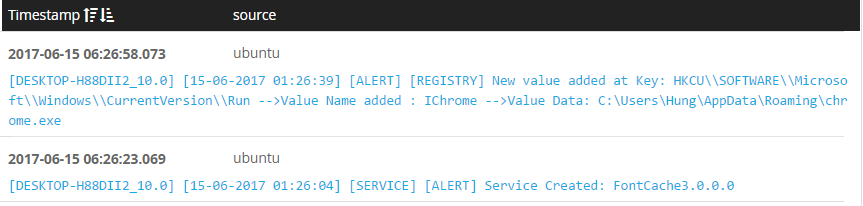 Timestamp source
2017-06-15 06:26:58.073 ubuntu
[DESKTOP-H88DII2_10.0] [15-06-2017 01:26:39] [ALERT] [REGISTRY] New value added at Key: HKCU\\SOFTWARE\\Microso
ft\\Windows\\CurrentVersion\\Run -->Value Name added : IChrome -->Value Data: C:\Users\Hung\AppData\Roaming\chr
ome.exe
2017-06-15 06:26:23.069 ubuntu
[DESKTOP-H88DII2_10.0] [15-06-2017 01:26:04] [SERVICE] [ALERT] Service Created: FontCache3.0.0.0